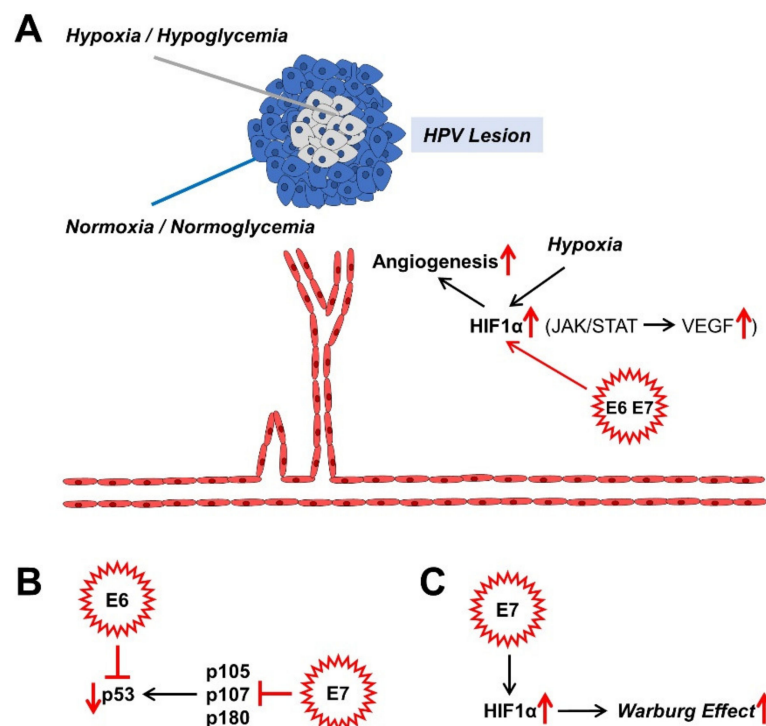 A
Hypoxia / Hypoglycemia
HPV Lesion
Normoxia / Normoglycemia
Hypoxia
Angiogenesis
HIF1α (JAK/STAT VEGF )
E6 E7
B
E6
p53
p105
p107
p180
E7
C
E7
HIF1α Warburg Effect